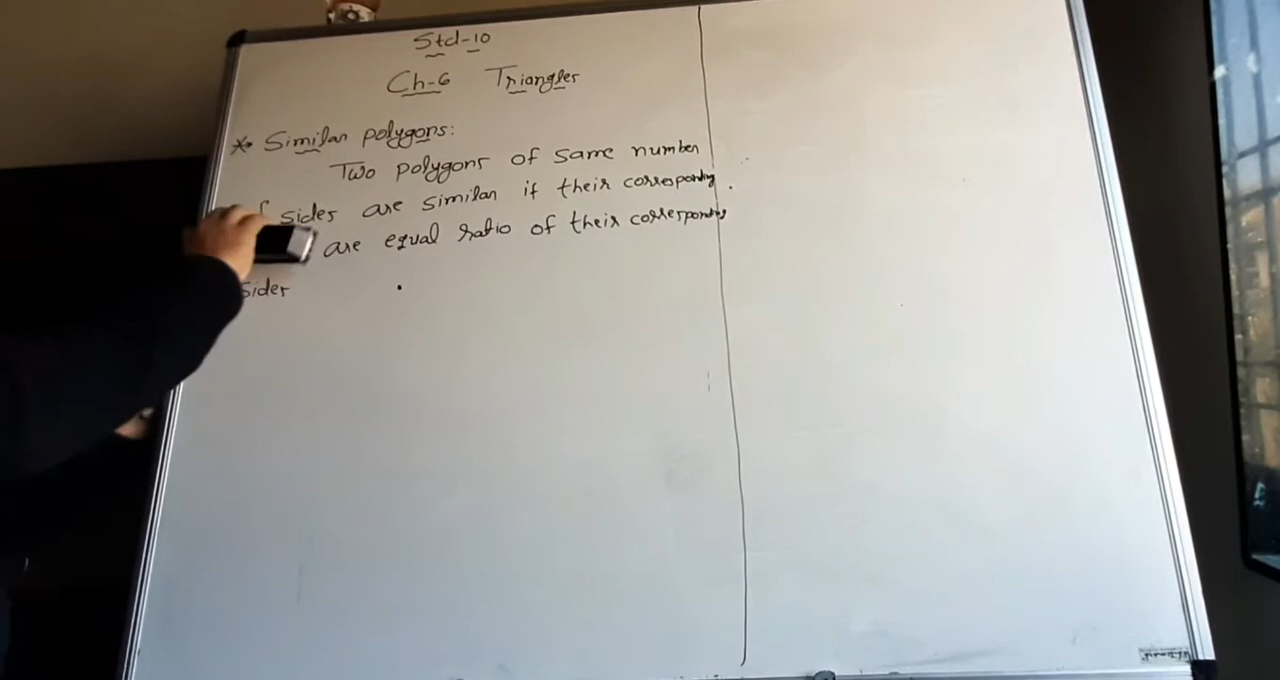 Std-10
Ch-6 Triangles
* Similar polygons:
Two polygons of same number
sides are similar if their corresponding
are equal ratio of their corresponding
sides